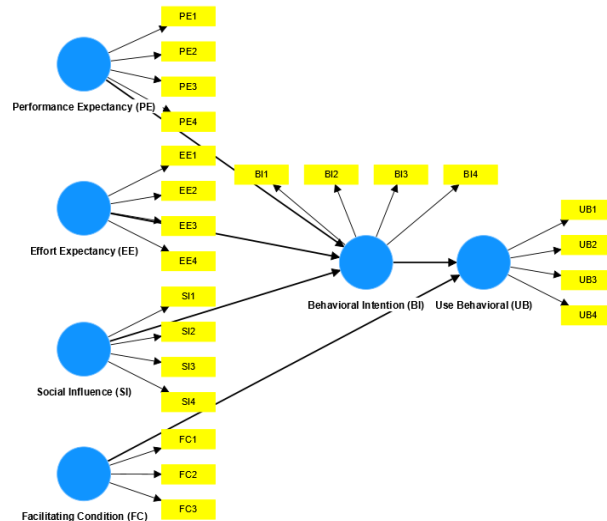 PE1
PE2
PE3
PE4
Performance Expectancy (PE)
EE1
EE2
EE3
EE4
Effort Expectancy (EE)
BI1
BI2
BI3
BI4
Behavioral Intention (BI)
UB1
UB2
UB3
UB4
Use Behavioral (UB)
SI1
SI2
SI3
SI4
Social Influence (SI)
FC1
FC2
FC3
Facilitating Condition (FC)